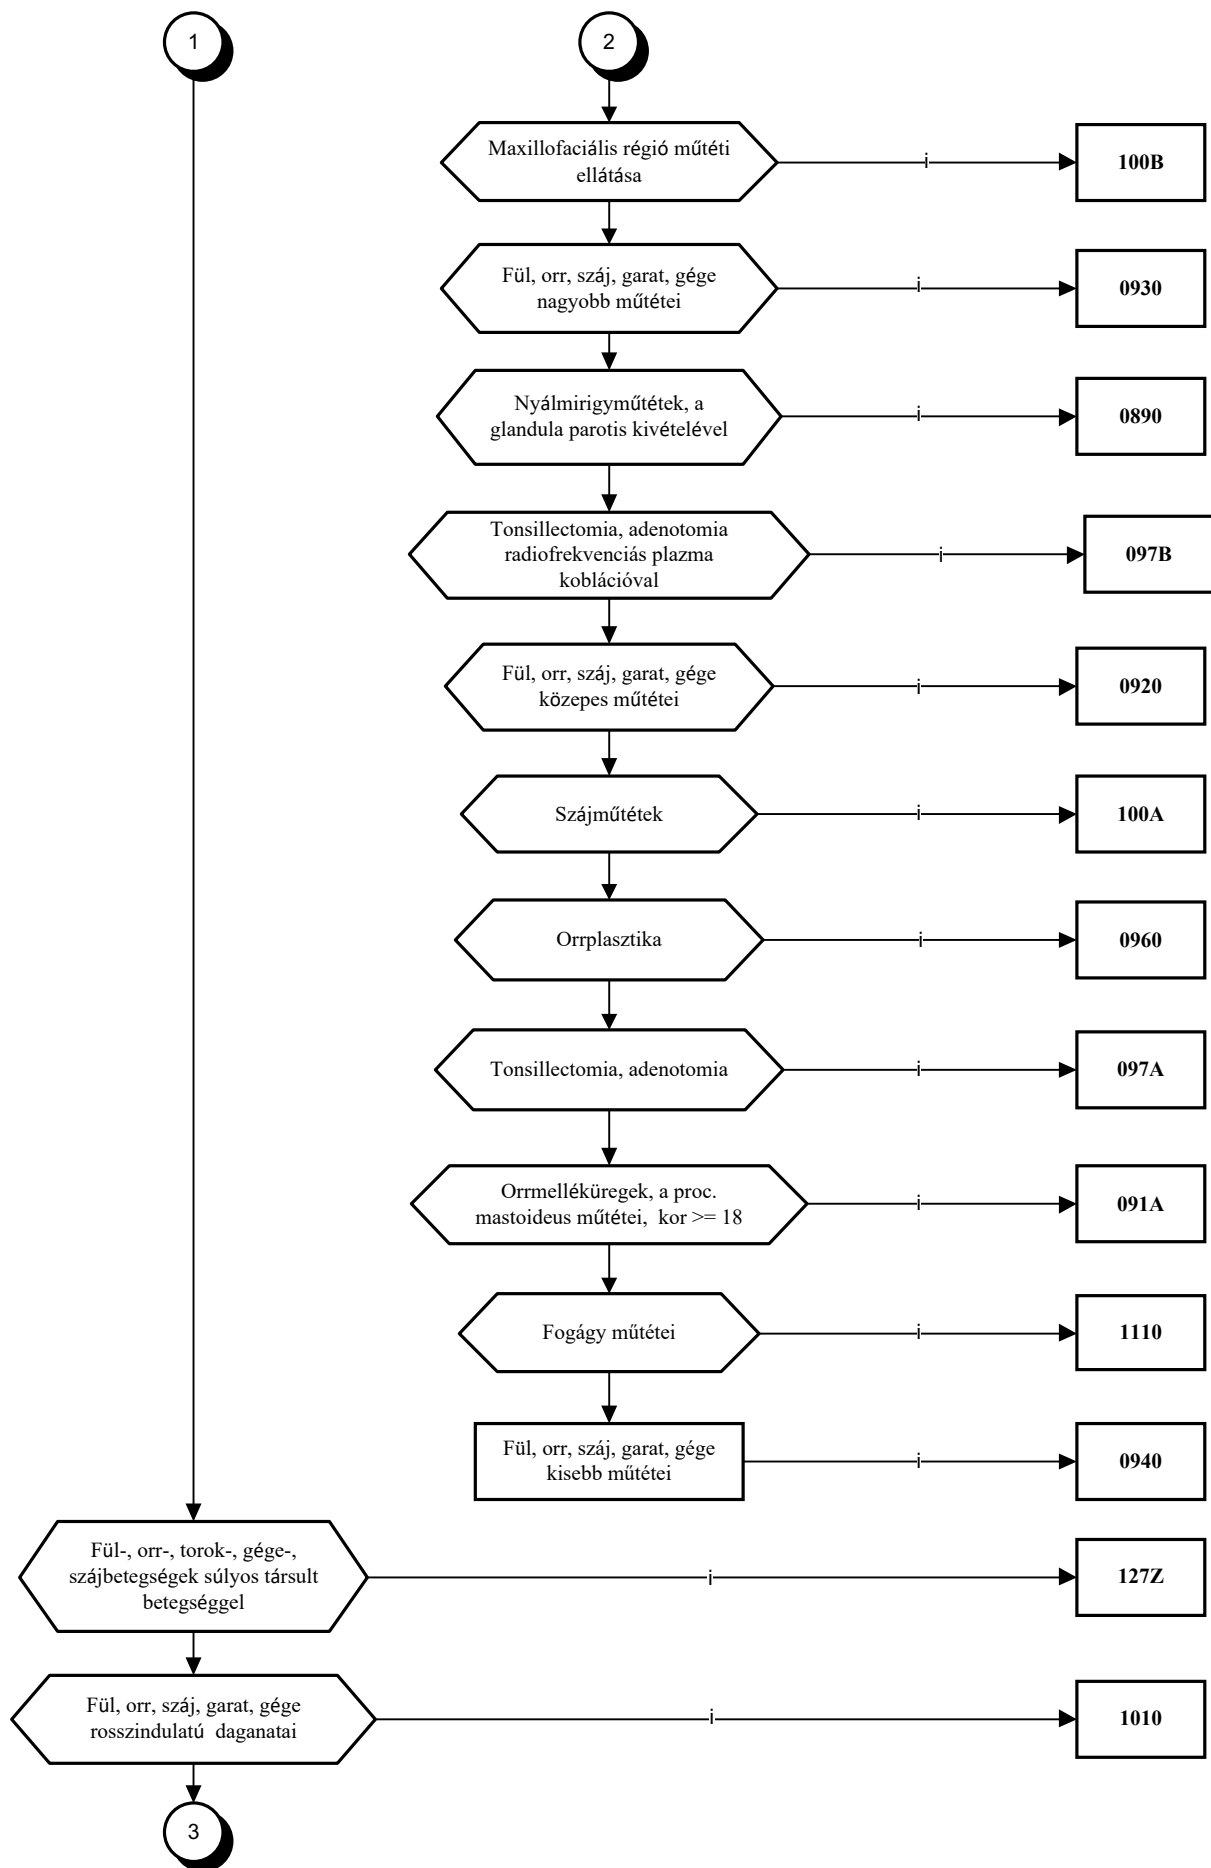 1
2
Maxillofaciális régió műtéti
ellátása
i
100B
Fül, orr, száj, garat, gége
nagyobb műtétei
i
0930
Nyálmirigyműtétek, a
glandula parotis kivételével
i
0890
Tonsillectomia, adenotomia
radiofrekvenciás plazma
koblációval
i
097B
Fül, orr, száj, garat, gége
közepes műtétei
i
0920
Szájműtétek
i
100A
Orrplasztika
i
0960
Tonsillectomia, adenotomia
i
097A
Orrmelléküregek, a proc.
mastoideus műtétei,  kor >= 18
i
091A
Fogágy műtétei
i
1110
Fül, orr, száj, garat, gége
kisebb műtétei
i
0940
Fül-, orr-, torok-, gége-,
szájbetegségek súlyos társult
betegséggel
i
127Z
Fül, orr, száj, garat, gége
rosszindulatú  daganatai
i
1010
3